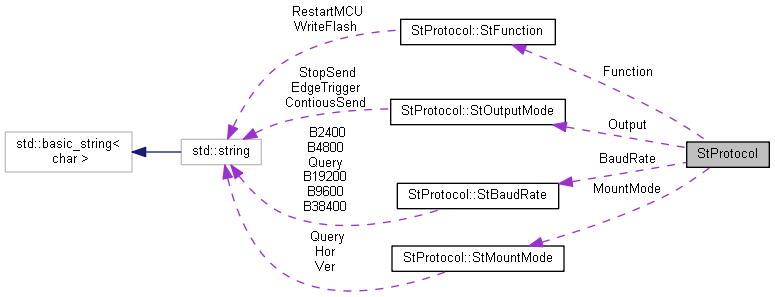 RestartMCU
WriteFlash
StProtocol::StFunction
Function
StopSend
EdgeTrigger
ContiousSend
StProtocol::StOutputMode
Output
std::basic_string<
char >
std::string
B2400
B4800
Query
B19200
B9600
B38400
StProtocol::StBaudRate
BaudRate
StProtocol
MountMode
Query
Hor
Ver
StProtocol::StMountMode